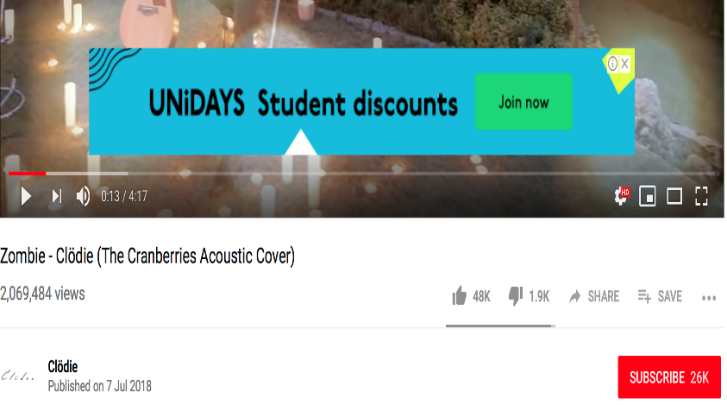 UNiDAYS Student discounts
Join now
0:13 / 4:17
HD
Zombie - Clödie (The Cranberries Acoustic Cover)
2,069,484 views
48K 1.9K SHARE SAVE
Clödie
Published on 7 Jul 2018
SUBSCRIBE 26K